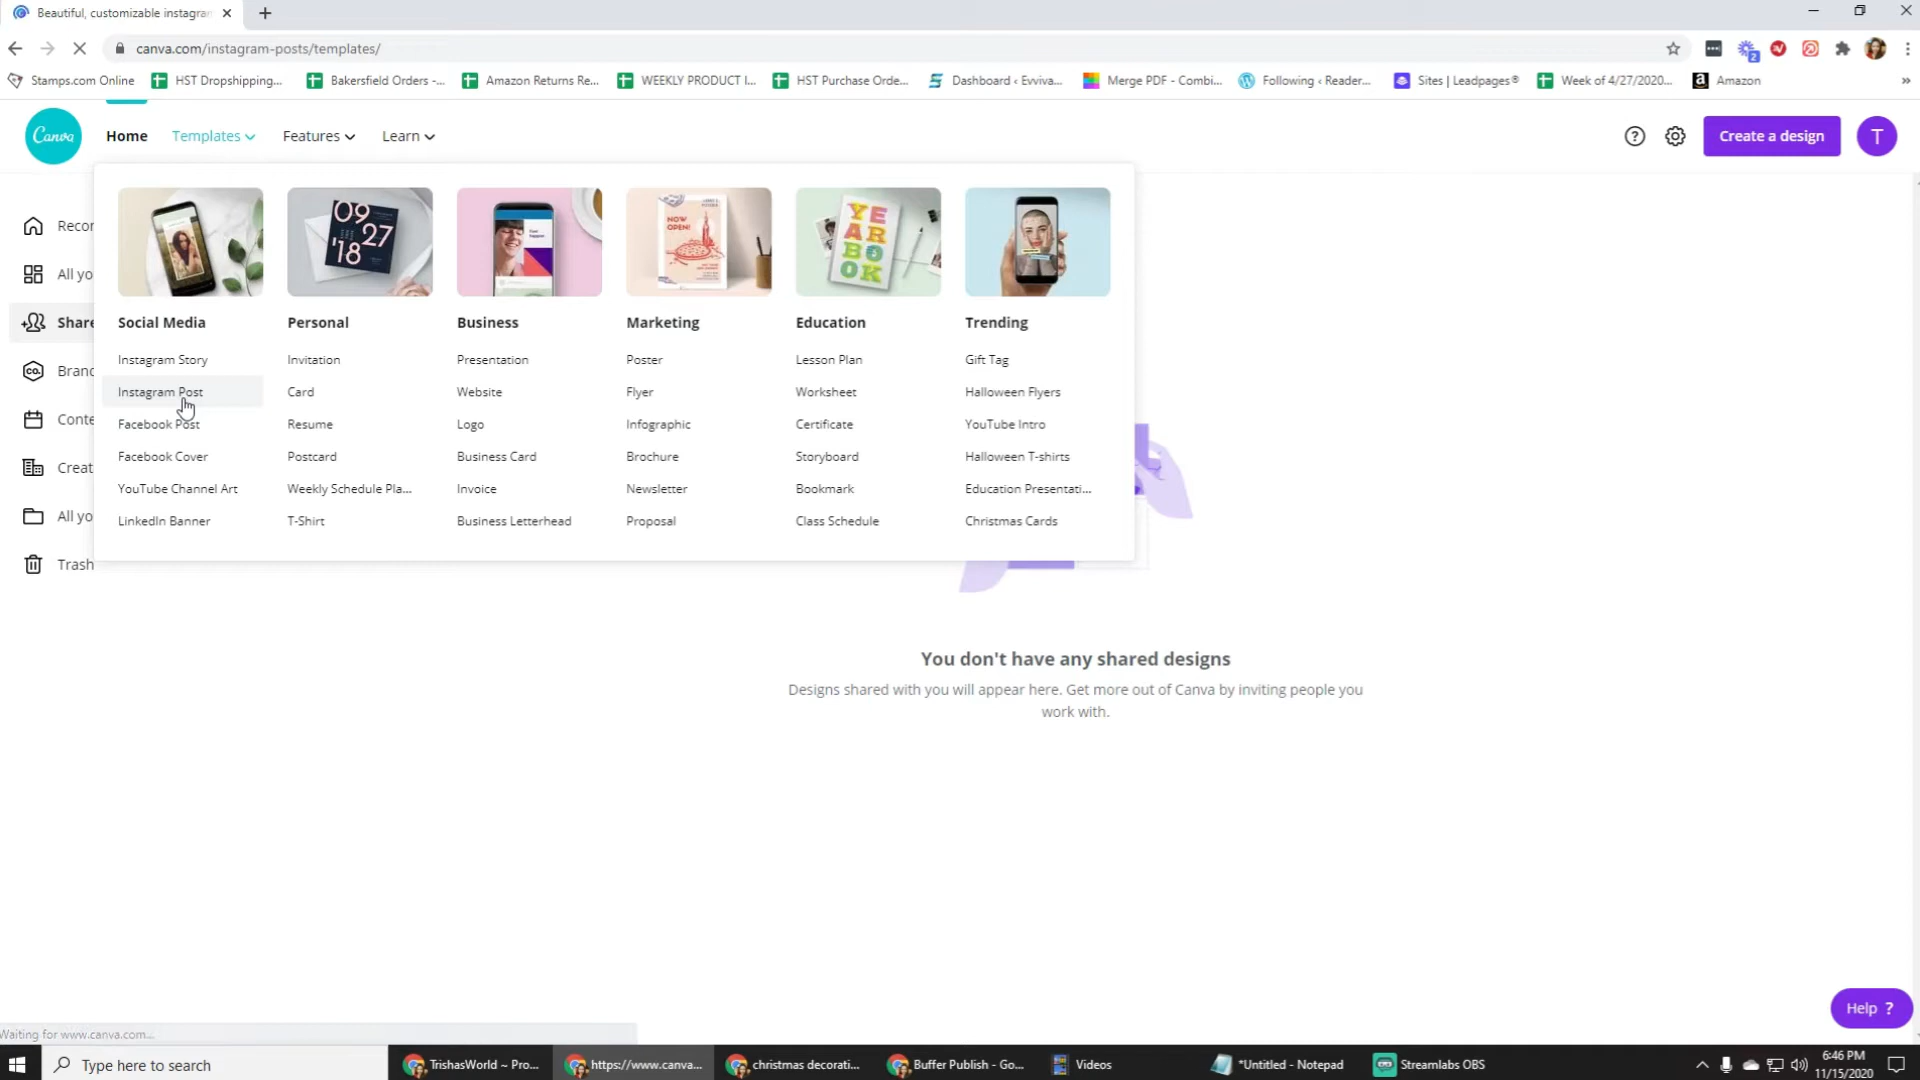 Beautiful, customizable instagra
canva.com/instagram-posts/templates/
2
Stamps.com Online
HST Dropshipping...
Bakersfield Orders -...
Amazon Returns Re...
WEEKLY PRODUCT I...
HST Purchase Orde...
Dashboard ‹ Evviva...
Merge PDF - Combi...
Following ‹ Reader...
Sites | Leadpages®
Week of 4/27/2020...
a Amazon
»
Canva
Home
Templates
Features
Learn
?
Create a design
T
Recor
All yo
Share
co. Branc
Conte
Creat
All yo
Trash
09 27 '18
NOW OPEN!
YEARBOOK
Social Media
Instagram Story
Instagram Post
Facebook Post
Facebook Cover
YouTube Channel Art
LinkedIn Banner
Personal
Invitation
Card
Resume
Postcard
Weekly Schedule Pla...
T-Shirt
Business
Presentation
Website
Logo
Business Card
Invoice
Business Letterhead
Marketing
Poster
Flyer
Infographic
Brochure
Newsletter
Proposal
Education
Lesson Plan
Worksheet
Certificate
Storyboard
Bookmark
Class Schedule
Trending
Gift Tag
Halloween Flyers
YouTube Intro
Halloween T-shirts
Education Presentati...
Christmas Cards
You don't have any shared designs
Designs shared with you will appear here. Get more out of Canva by inviting people you
work with.
Help ?
Waiting for www.canva.com...
Type here to search
TrishasWorld ~ Pro...
https://www.canva...
christmas decorati...
Buffer Publish - Go...
Videos
*Untitled - Notepad
Streamlabs OBS
6:46 PM
11/15/2020